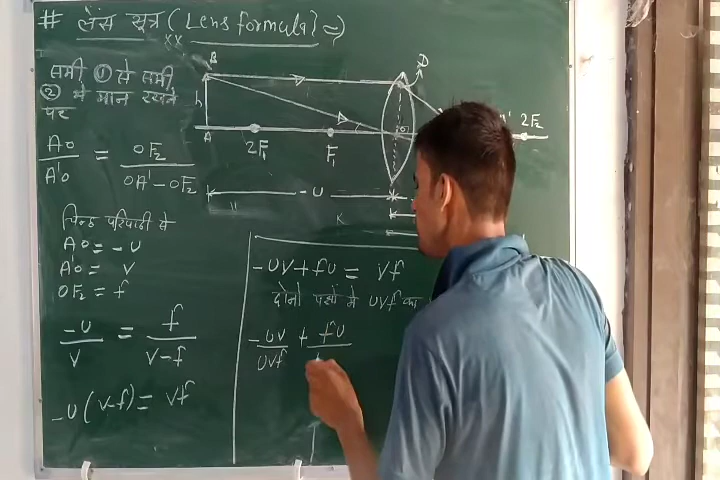 # लेंस सूत्र (Lens formula) ⇒
xx
समी ① से समी,
② में मान रखने
पर
AO/A'O = OF₂/OA'-OF₂
चिन्ह परिपाटी से
AO = -u
A'O = v
OF₂ = f
-u/v = f/v-f
-u(v-f) = vf
B
D
h
A
2F₁
F₁
O
2F₂
-u
-uv+fu = vf
दोनों पक्षों में uvf का
-uv/uvf + fu